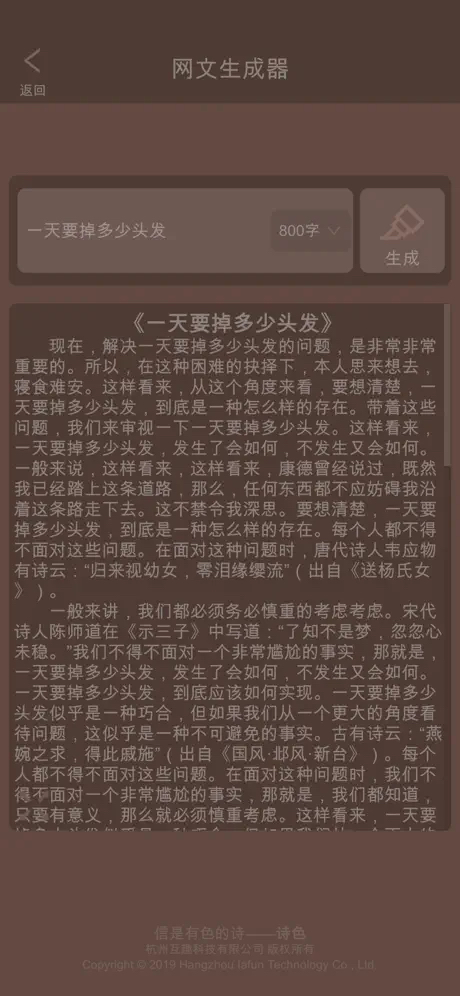 网文生成器
返回
一天要掉多少头发
800字
生成
《一天要掉多少头发》
现在，解决一天要掉多少头发的问题，是非常非常
重要的。所以，在这种困难的抉择下，本人思来想去，
寝食难安。这样看来，从这个角度来看，要想清楚，一
天要掉多少头发，到底是一种怎么样的存在。带着这些
问题，我们来审视一下一天要掉多少头发。这样看来，
一天要掉多少头发，发生了会如何，不发生又会如何。
一般来说，这样看来，这样看来，康德曾经说过，既然
我已经踏上这条道路，那么，任何东西都不应妨碍我沿
着这条路走下去。这不禁令我深思。要想清楚，一天要
掉多少头发，到底是一种怎么样的存在。每个人都不得
不面对这些问题。在面对这种问题时，唐代诗人韦应物
有诗云：“归来视幼女，零泪缘缨流”（出自《送杨氏女
》）。
一般来讲，我们都必须务必慎重的考虑考虑。宋代
诗人陈师道在《示三子》中写道：“了知不是梦，忽忽心
未稳。”我们不得不面对一个非常尴尬的事实，那就是，
一天要掉多少头发，发生了会如何，不发生又会如何。
一天要掉多少头发，到底应该如何实现。一天要掉多少
头发似乎是一种巧合，但如果我们从一个更大的角度看
待问题，这似乎是一种不可避免的事实。古有诗云：“燕
婉之求，得此戚施”（出自《国风·邶风·新台》）。每个
人都不得不面对这些问题。在面对这种问题时，我们不
得不面对一个非常尴尬的事实，那就是，我们都知道，
只要有意义，那么就必须慎重考虑。这样看来，一天要
信是有色的诗——诗色
杭州互趣科技有限公司 版权所有
Copyright © 2019 Hangzhou Iafun Technology Co., Ltd.